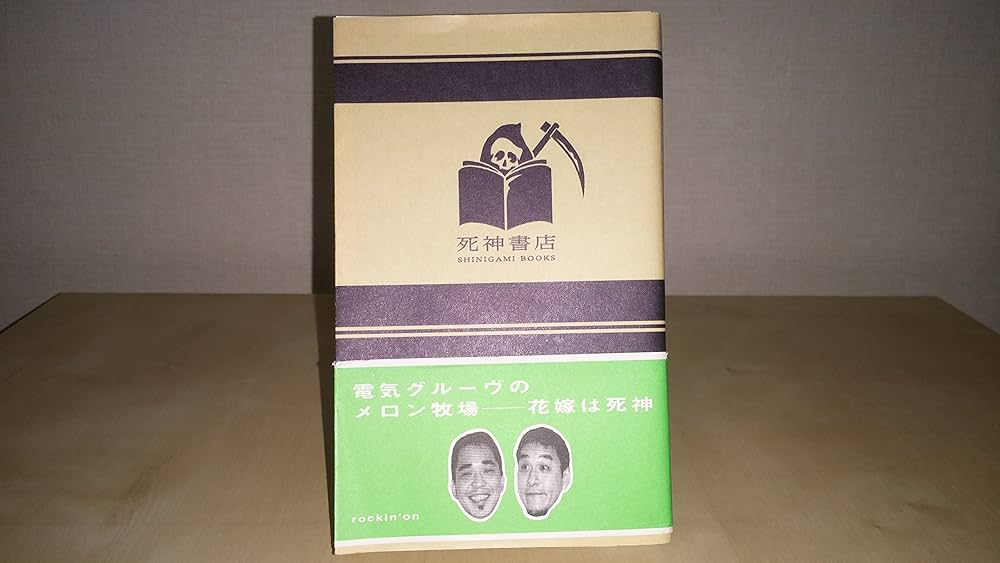 死神書店
SHINIGAMI BOOKS
電気グルーヴの
メロン牧場――花嫁は死神
rockin'on